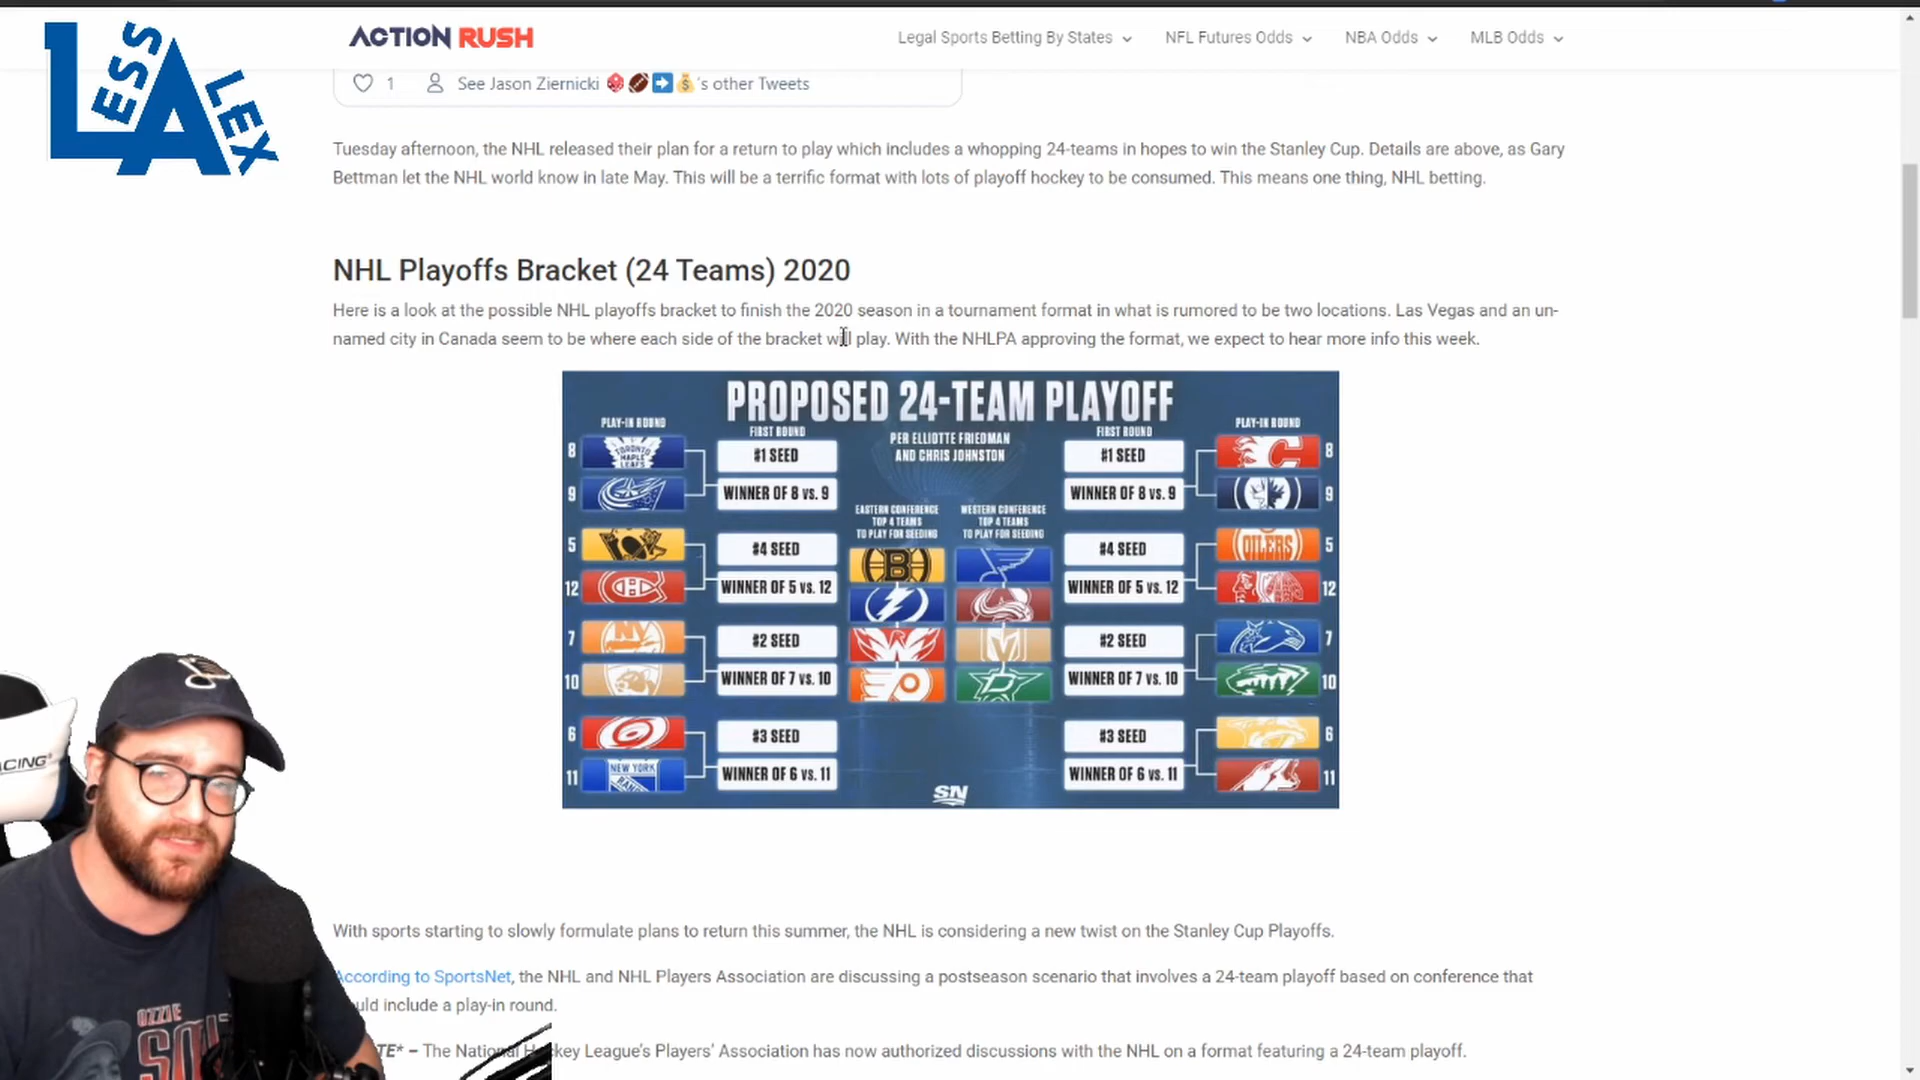 LESS
LA
LEX
ACTION RUSH
Legal Sports Betting By States
NFL Futures Odds
NBA Odds
MLB Odds
1
See Jason Ziernicki 🎲🏈➡️💰's other Tweets
Tuesday afternoon, the NHL released their plan for a return to play which includes a whopping 24-teams in hopes to win the Stanley Cup. Details are above, as Gary
Bettman let the NHL world know in late May. This will be a terrific format with lots of playoff hockey to be consumed. This means one thing, NHL betting.
NHL Playoffs Bracket (24 Teams) 2020
Here is a look at the possible NHL playoffs bracket to finish the 2020 season in a tournament format in what is rumored to be two locations. Las Vegas and an un-
named city in Canada seem to be where each side of the bracket will play. With the NHLPA approving the format, we expect to hear more info this week.
PROPOSED 24-TEAM PLAYOFF
PER ELLIOTTE FRIEDMAN
AND CHRIS JOHNSTON
PLAY-IN ROUND
FIRST ROUND
8
TORONTO
MAPLE
LEAFS
9
#1 SEED
WINNER OF 8 vs. 9
5
12
#4 SEED
WINNER OF 5 vs. 12
7
NY
10
#2 SEED
WINNER OF 7 vs. 10
6
11
NEW YORK
#3 SEED
WINNER OF 6 vs. 11
EASTERN CONFERENCE
TOP 4 TEAMS
TO PLAY FOR SEEDING
B
WESTERN CONFERENCE
TOP 4 TEAMS
TO PLAY FOR SEEDING
D
FIRST ROUND
PLAY-IN ROUND
#1 SEED
WINNER OF 8 vs. 9
C
8
9
#4 SEED
WINNER OF 5 vs. 12
OILERS
5
12
#2 SEED
WINNER OF 7 vs. 10
7
10
#3 SEED
WINNER OF 6 vs. 11
6
11
SN
With sports starting to slowly formulate plans to return this summer, the NHL is considering a new twist on the Stanley Cup Playoffs.
According to SportsNet, the NHL and NHL Players Association are discussing a postseason scenario that involves a 24-team playoff based on conference that
include a play-in round.
– The National Hockey League's Players' Association has now authorized discussions with the NHL on a format featuring a 24-team playoff.
ACING
OZZIE